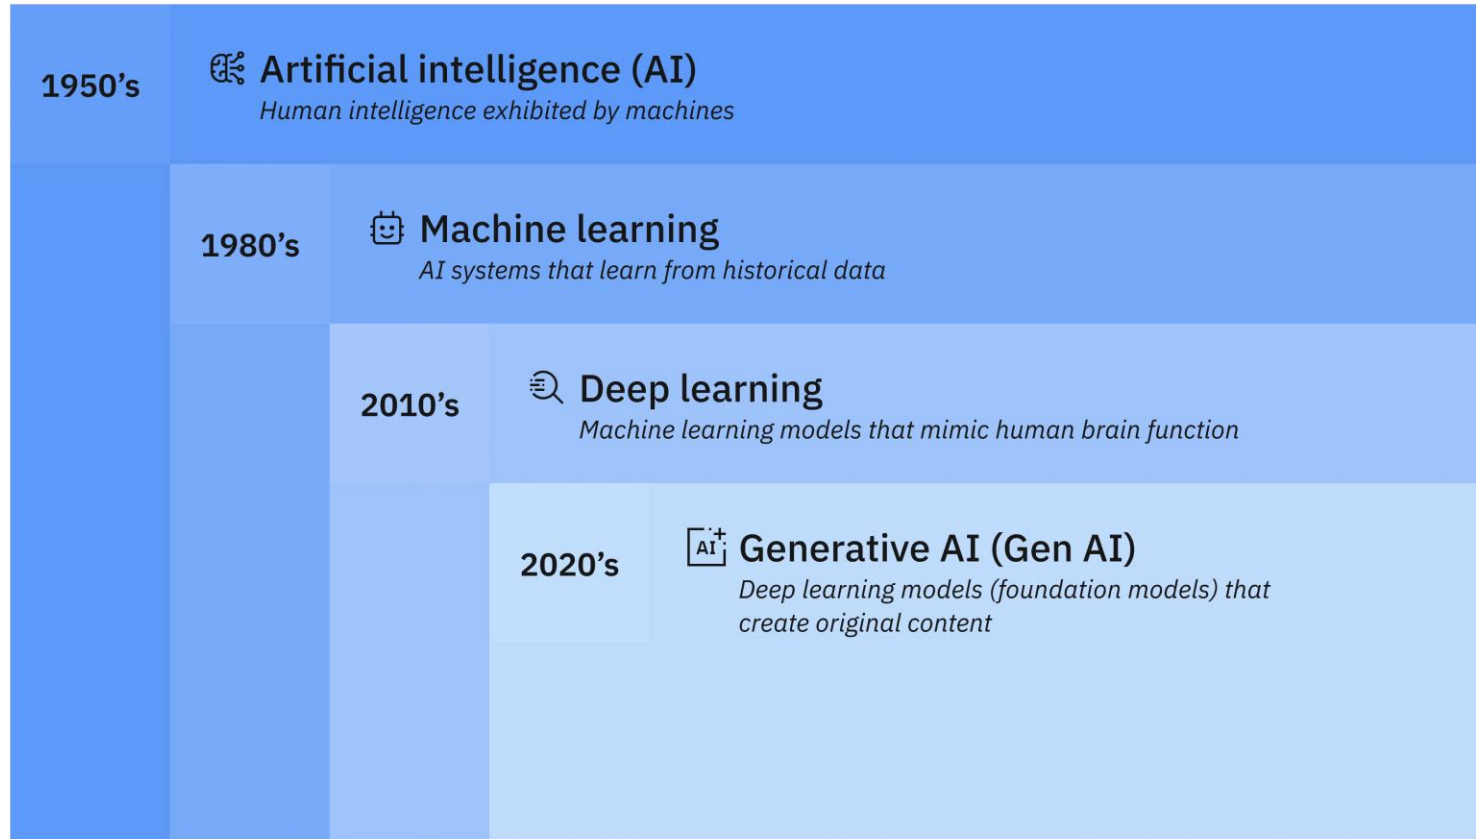 1950’s
Artificial intelligence (AI)
Human intelligence exhibited by machines
1980’s
Machine learning
AI systems that learn from historical data
2010’s
Deep learning
Machine learning models that mimic human brain function
2020’s
AI
Generative AI (Gen AI)
Deep learning models (foundation models) that
create original content